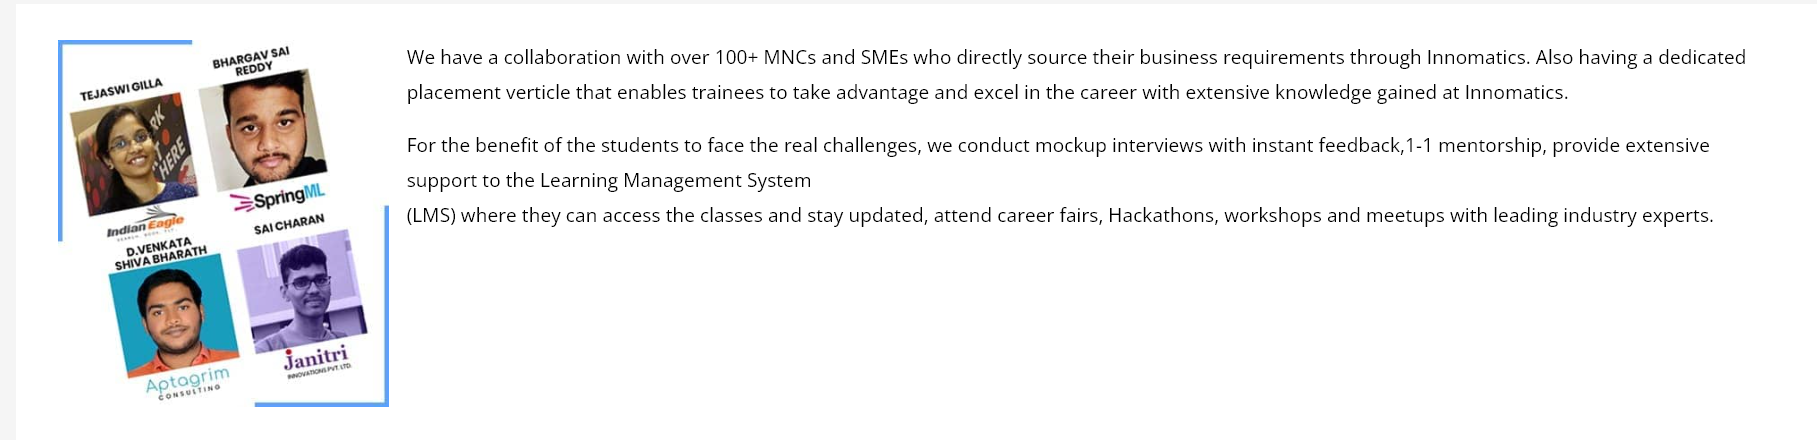 TEJASWI GILLA
BHARGAV SAI
REDDY
WORK
IT
HERE
Indian Eagle
SpringML
D.VENKATA
SHIVA BHARATH
SAI CHARAN
Aptagrim
CONSULTING
Janitri
INNOVATIONS PVT. LTD.
We have a collaboration with over 100+ MNCs and SMEs who directly source their business requirements through Innomatics. Also having a dedicated
placement verticle that enables trainees to take advantage and excel in the career with extensive knowledge gained at Innomatics.
For the benefit of the students to face the real challenges, we conduct mockup interviews with instant feedback,1-1 mentorship, provide extensive
support to the Learning Management System
(LMS) where they can access the classes and stay updated, attend career fairs, Hackathons, workshops and meetups with leading industry experts.